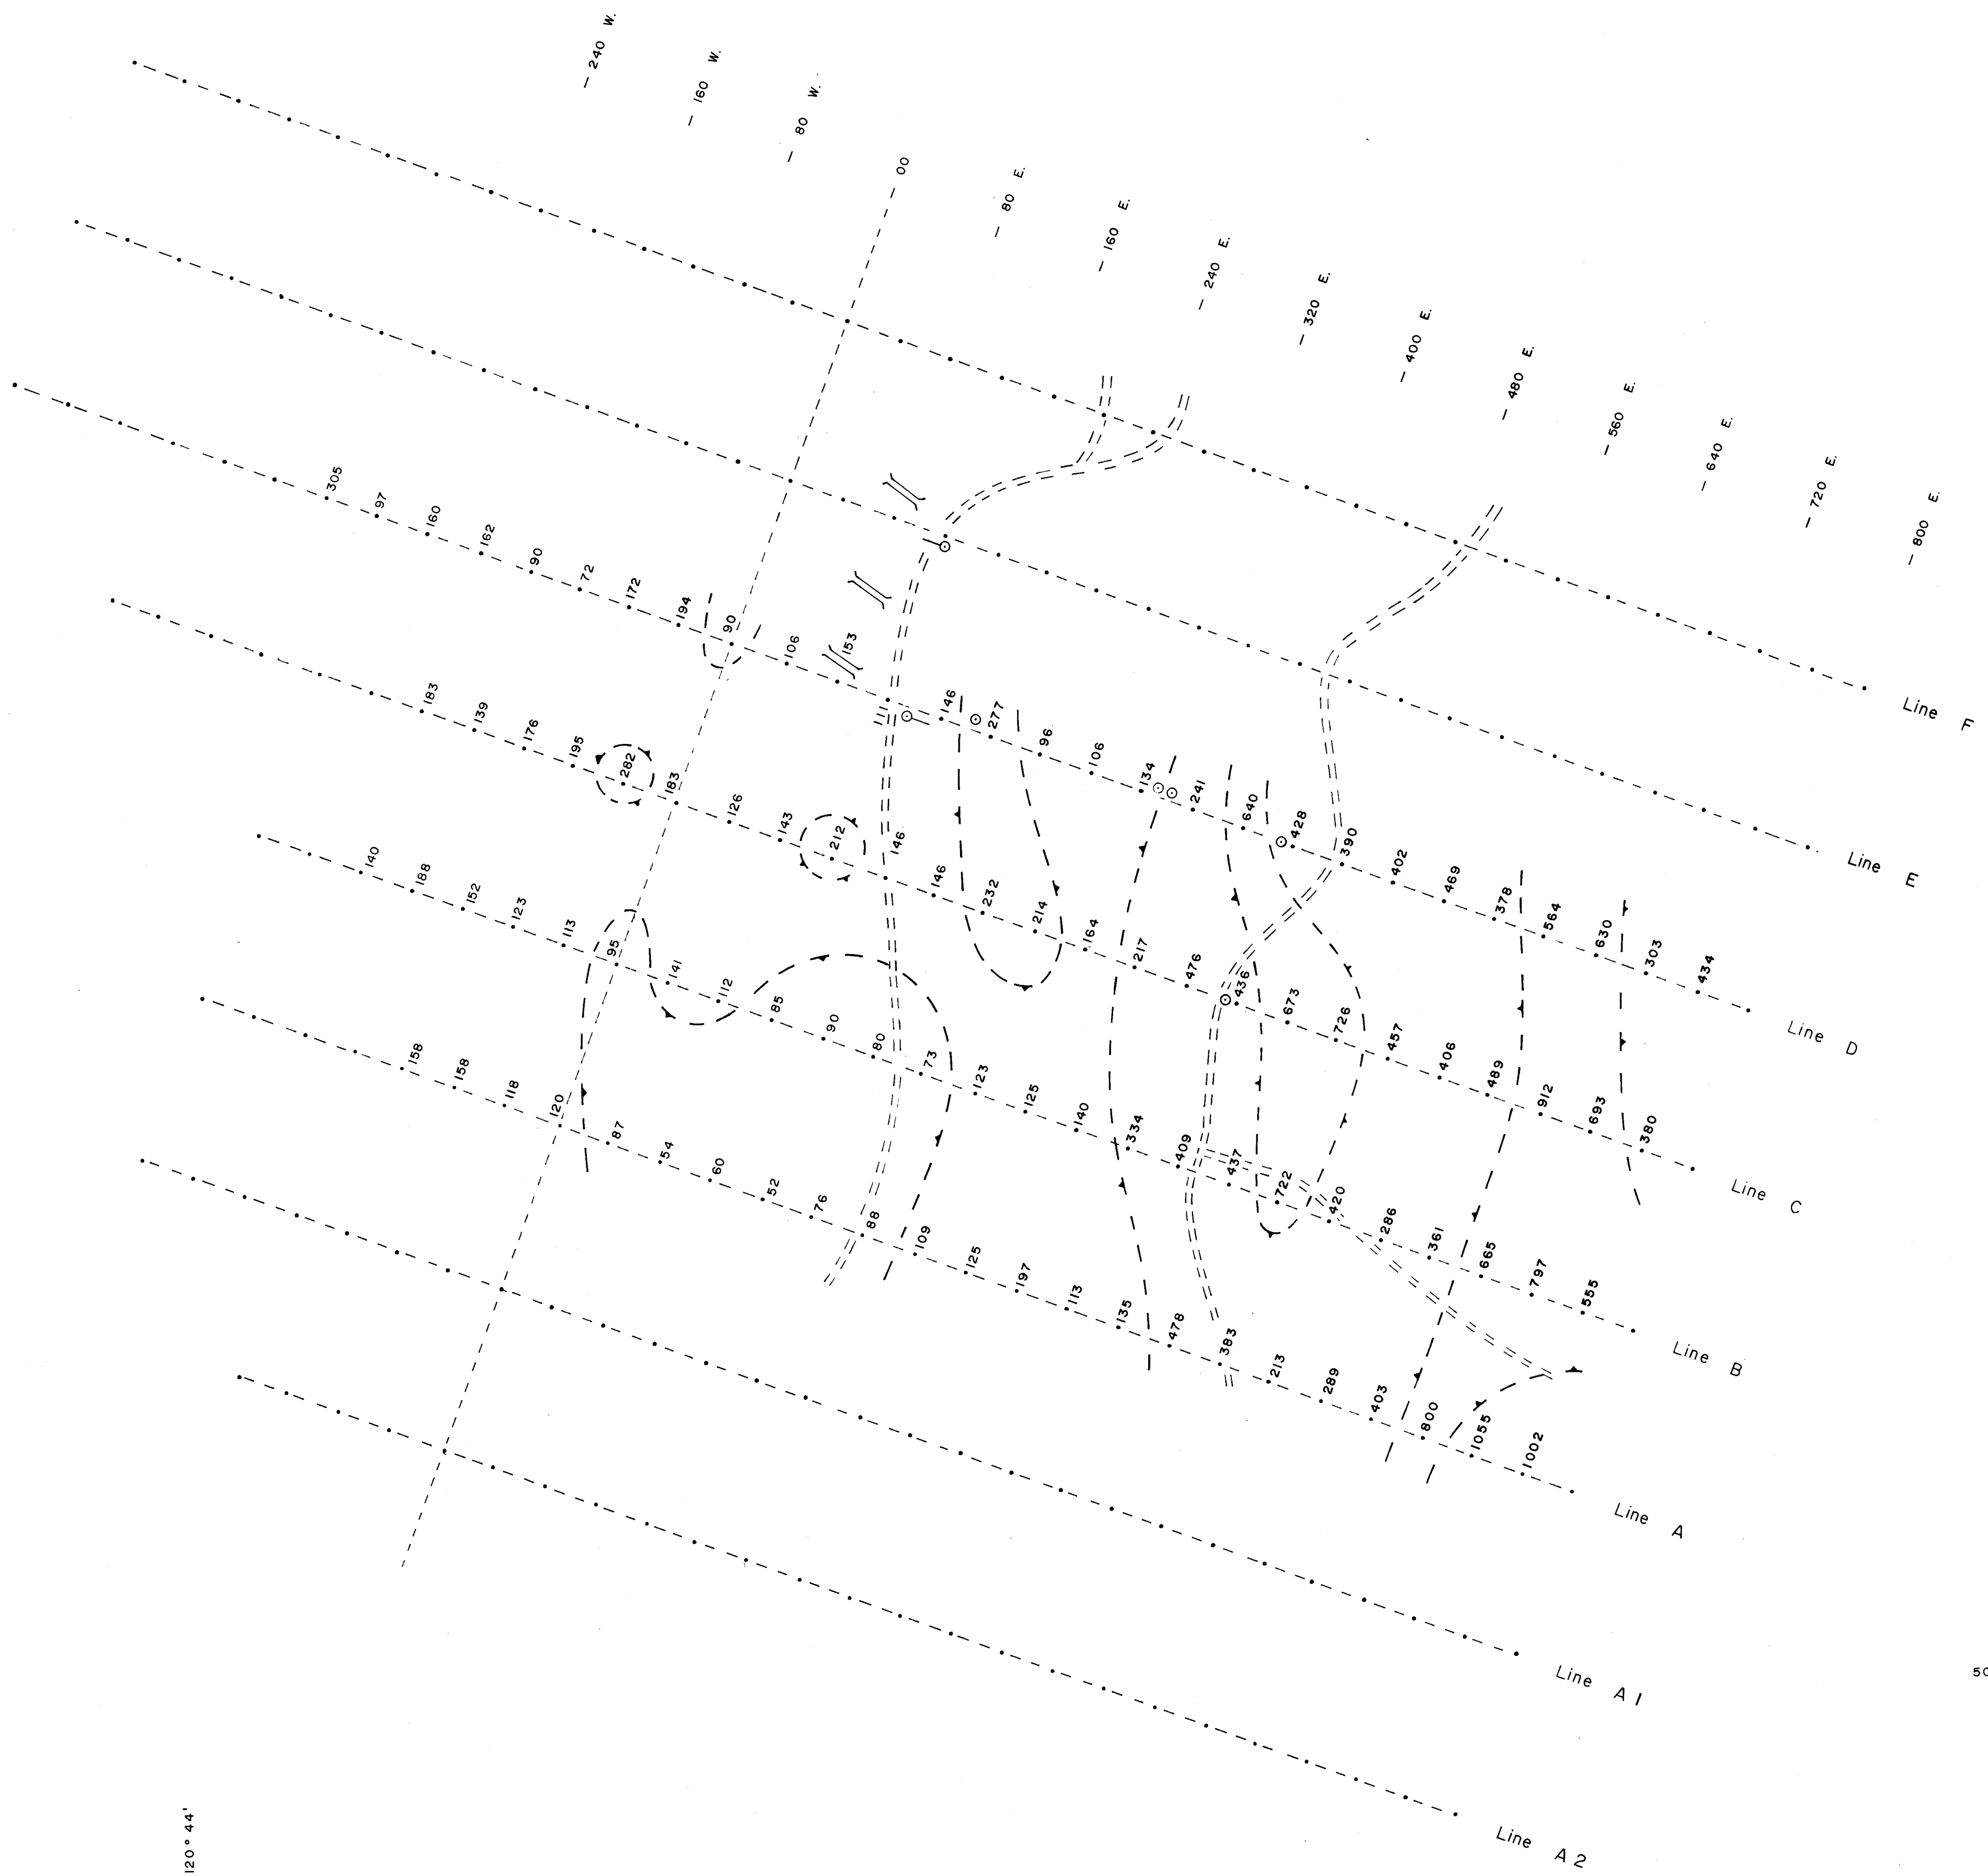 240 W.
160 W.
80 W.
00
80 E.
160 E.
240 E.
320 E.
400 E.
480 E.
560 E.
640 E.
720 E.
800 E.
Line F
Line E
305 97 160 162 90 72 172 194 90 106 153 146 277 96 106 134 241 640 428 390 402 469 378 564 630 303 434 Line D
183 139 176 195 282 183 126 143 212 146 146 232 214 164 217 476 436 673 726 457 406 489 912 693 380 Line C
140 188 152 123 113 95 141 112 85 90 80 73 123 125 140 334 409 437 722 420 286 361 665 797 555 Line B
158 158 118 120 87 54 60 52 76 88 109 125 197 113 135 478 383 213 289 403 800 1055 1002 Line A
Line A1
Line A2
120° 44'